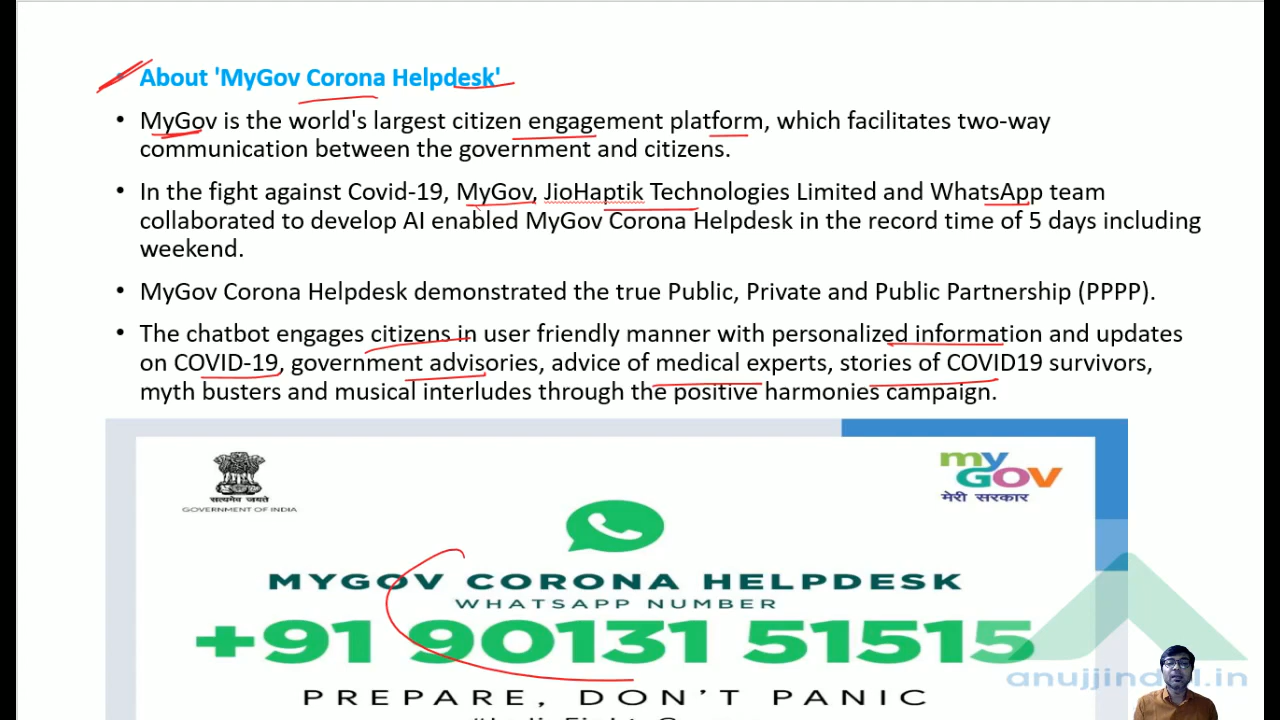 • About 'MyGov Corona Helpdesk'
• MyGov is the world's largest citizen engagement platform, which facilitates two-way
communication between the government and citizens.
• In the fight against Covid-19, MyGov, JioHaptik Technologies Limited and WhatsApp team
collaborated to develop AI enabled MyGov Corona Helpdesk in the record time of 5 days including
weekend.
• MyGov Corona Helpdesk demonstrated the true Public, Private and Public Partnership (PPPP).
• The chatbot engages citizens in user friendly manner with personalized information and updates
on COVID-19, government advisories, advice of medical experts, stories of COVID19 survivors,
myth busters and musical interludes through the positive harmonies campaign.
सत्यमेव जयते
GOVERNMENT OF INDIA
my
GOV
मेरी सरकार
MYGOV CORONA HELPDESK
WHATSAPP NUMBER
+91 90131 51515
PREPARE, DON'T PANIC